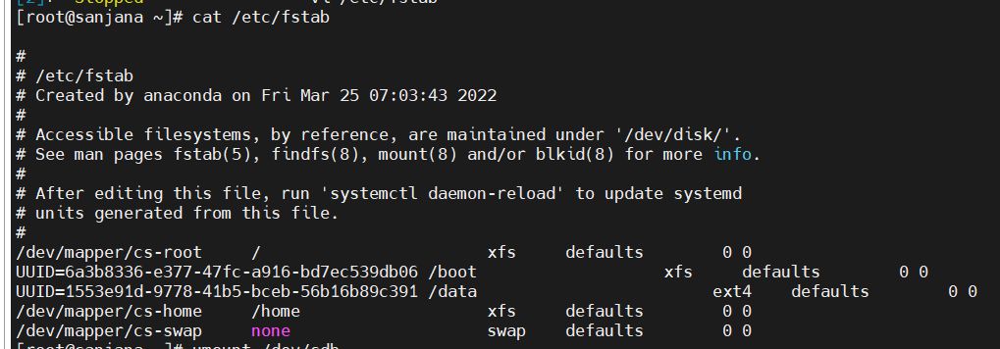 [root@sanjana ~]# cat /etc/fstab
#
# /etc/fstab
# Created by anaconda on Fri Mar 25 07:03:43 2022
#
# Accessible filesystems, by reference, are maintained under '/dev/disk/'.
# See man pages fstab(5), findfs(8), mount(8) and/or blkid(8) for more info.
#
# After editing this file, run 'systemctl daemon-reload' to update systemd
# units generated from this file.
#
/dev/mapper/cs-root     /                       xfs     defaults        0 0
UUID=6a3b8336-e377-47fc-a916-bd7ec539db06 /boot                   xfs     defaults        0 0
UUID=1553e91d-9778-41b5-bceb-56b16b89c391 /data                        ext4    defaults        0 0
/dev/mapper/cs-home     /home                   xfs     defaults        0 0
/dev/mapper/cs-swap     none                    swap    defaults        0 0
[root@sanjana ~]# umount /dev/sdb